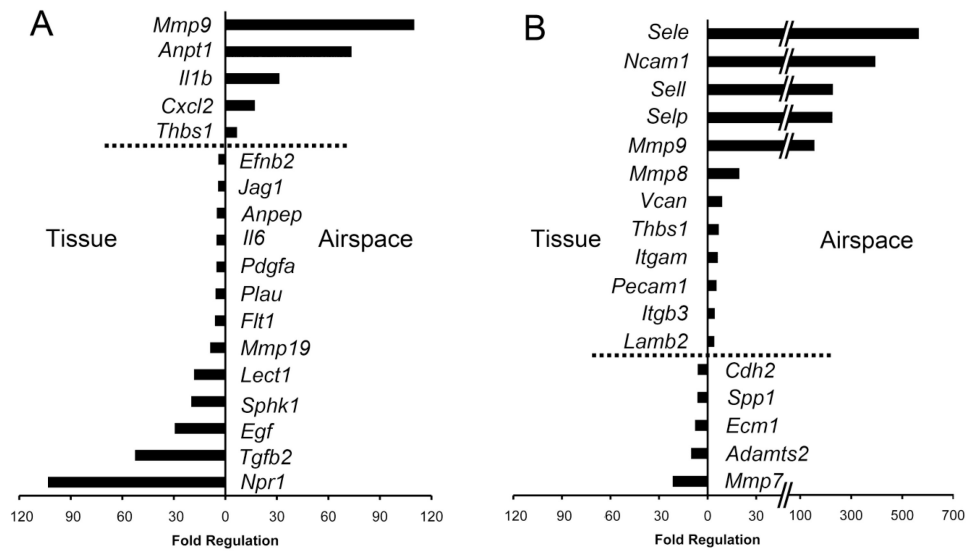 A
Mmp9
Anpt1
Il1b
Cxcl2
Thbs1
Efnb2
Jag1
Anpep
Il6
Pdgfa
Plau
Flt1
Mmp19
Lect1
Sphk1
Egf
Tgfb2
Npr1
Tissue
Airspace
120 90 60 30 0 30 60 90 120
Fold Regulation
B
Sele
Ncam1
Sell
Selp
Mmp9
Mmp8
Vcan
Thbs1
Itgam
Pecam1
Itgb3
Lamb2
Cdh2
Spp1
Ecm1
Adamts2
Mmp7
Tissue
Airspace
120 90 60 30 0 30 100 300 500 700
Fold Regulation